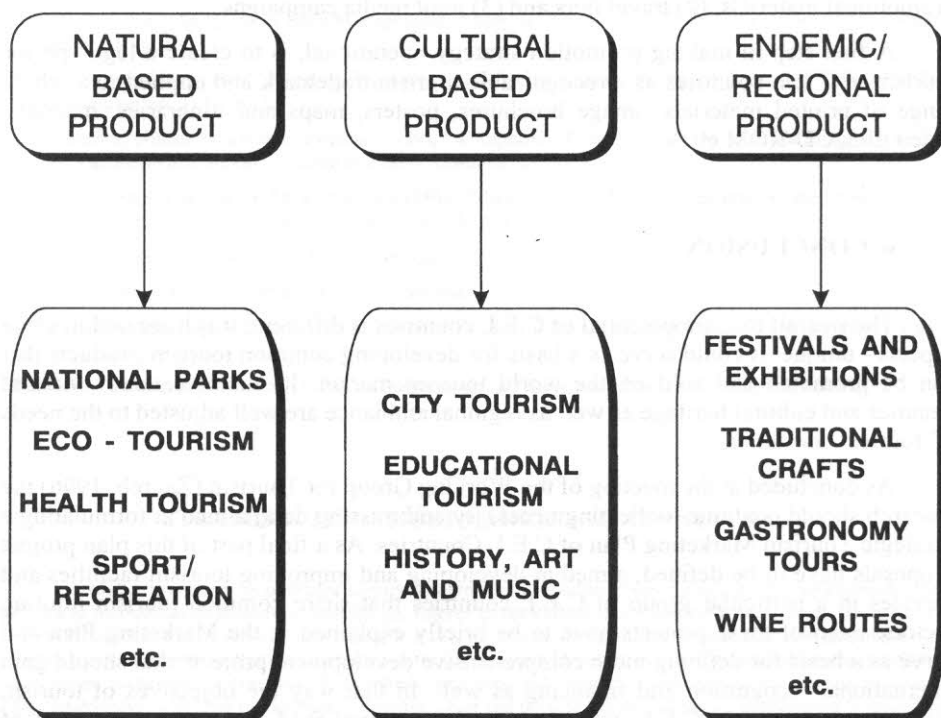 NATURAL
BASED
PRODUCT
CULTURAL
BASED
PRODUCT
ENDEMIC/
REGIONAL
PRODUCT
NATIONAL PARKS
ECO - TOURISM
HEALTH TOURISM
SPORT/
RECREATION
etc.
CITY TOURISM
EDUCATIONAL
TOURISM
HISTORY, ART
AND MUSIC
etc.
FESTIVALS AND
EXHIBITIONS
TRADITIONAL
CRAFTS
GASTRONOMY
TOURS
WINE ROUTES
etc.